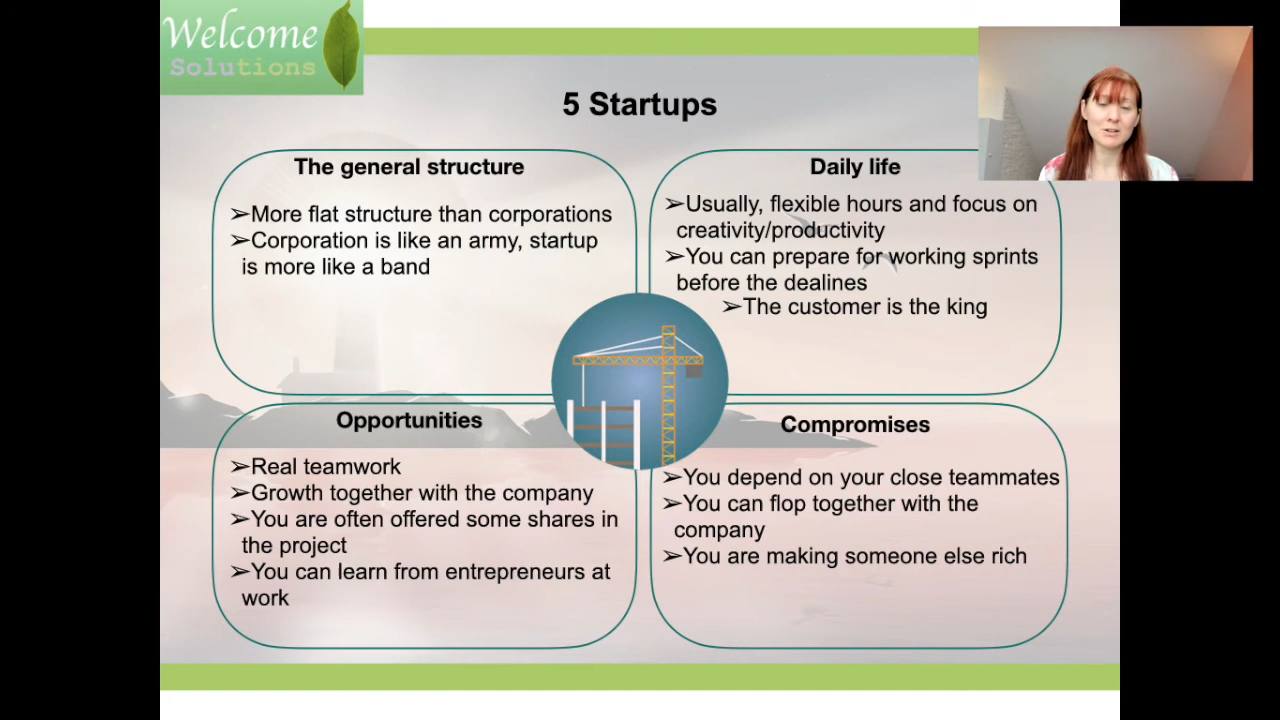 Welcome
Solutions
5 Startups
The general structure
➢More flat structure than corporations
➢Corporation is like an army, startup
is more like a band
Daily life
➢Usually, flexible hours and focus on
creativity/productivity
➢You can prepare for working sprints
before the dealines
➢The customer is the king
Opportunities
➢Real teamwork
➢Growth together with the company
➢You are often offered some shares in
the project
➢You can learn from entrepreneurs at
work
Compromises
➢You depend on your close teammates
➢You can flop together with the
company
➢You are making someone else rich